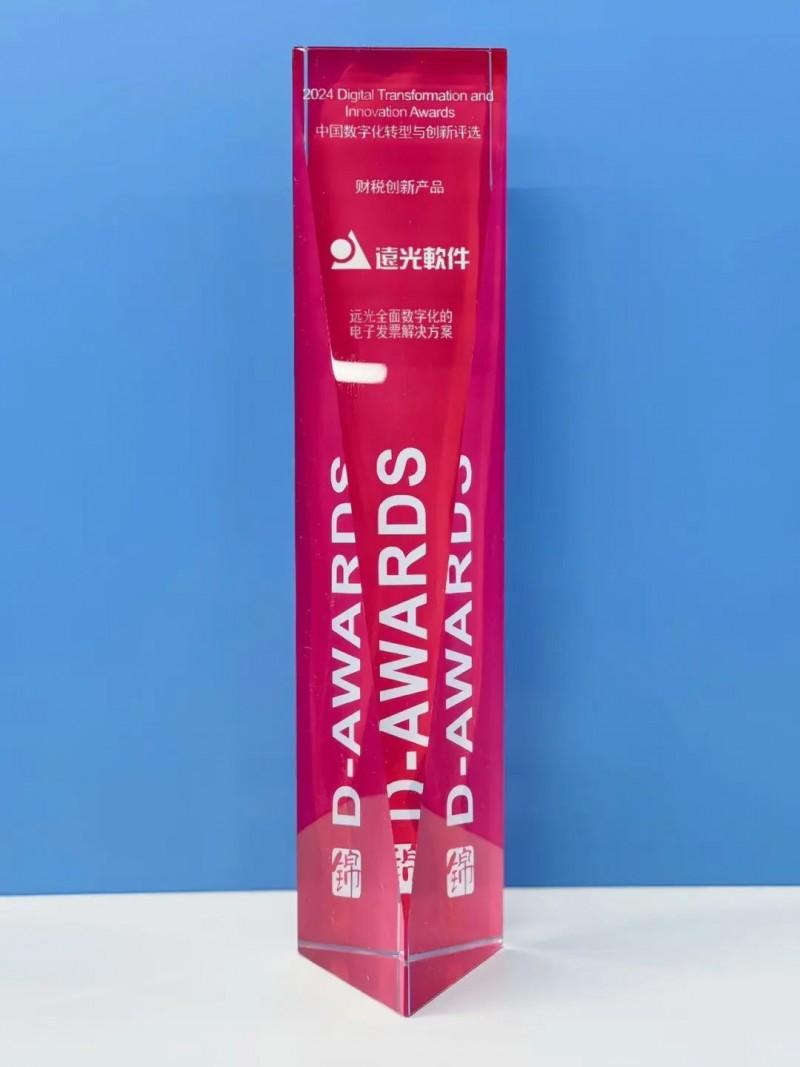 2024 Digital Transformation and
Innovation Awards
中国数字化转型与创新评选
财税创新产品
遠光軟件
远光全面数字化的
电子发票解决方案
D-AWARDS
D-AWARDS
D-AWARDS
锦
锦
锦